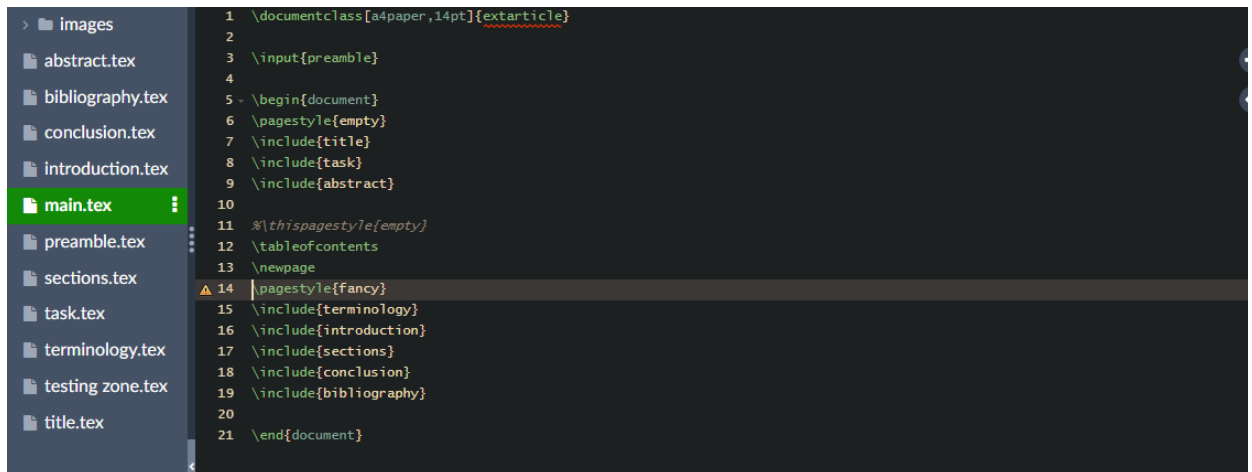 images
abstract.tex
bibliography.tex
conclusion.tex
introduction.tex
main.tex
preamble.tex
sections.tex
task.tex
terminology.tex
testing zone.tex
title.tex
1 \documentclass[a4paper,14pt]{extarticle}
2
3 \input{preamble}
4
5 \begin{document}
6 \pagestyle{empty}
7 \include{title}
8 \include{task}
9 \include{abstract}
10
11 %\thispagestyle{empty}
12 \tableofcontents
13 \newpage
14 \pagestyle{fancy}
15 \include{terminology}
16 \include{introduction}
17 \include{sections}
18 \include{conclusion}
19 \include{bibliography}
20
21 \end{document}